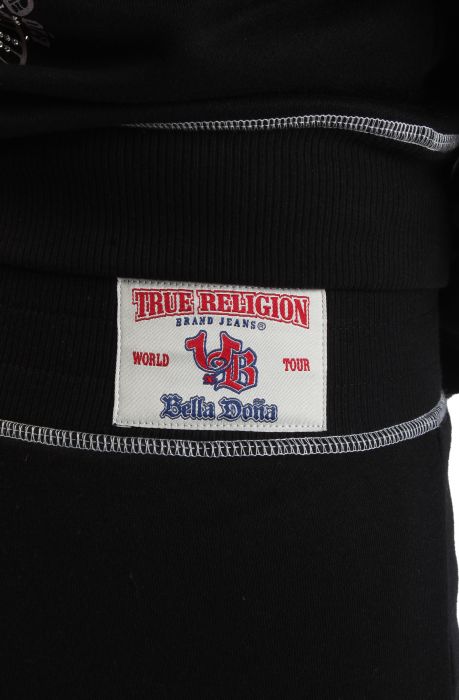 TRUE RELIGION
BRAND JEANS®
WORLD TOUR
B
Bella Doña